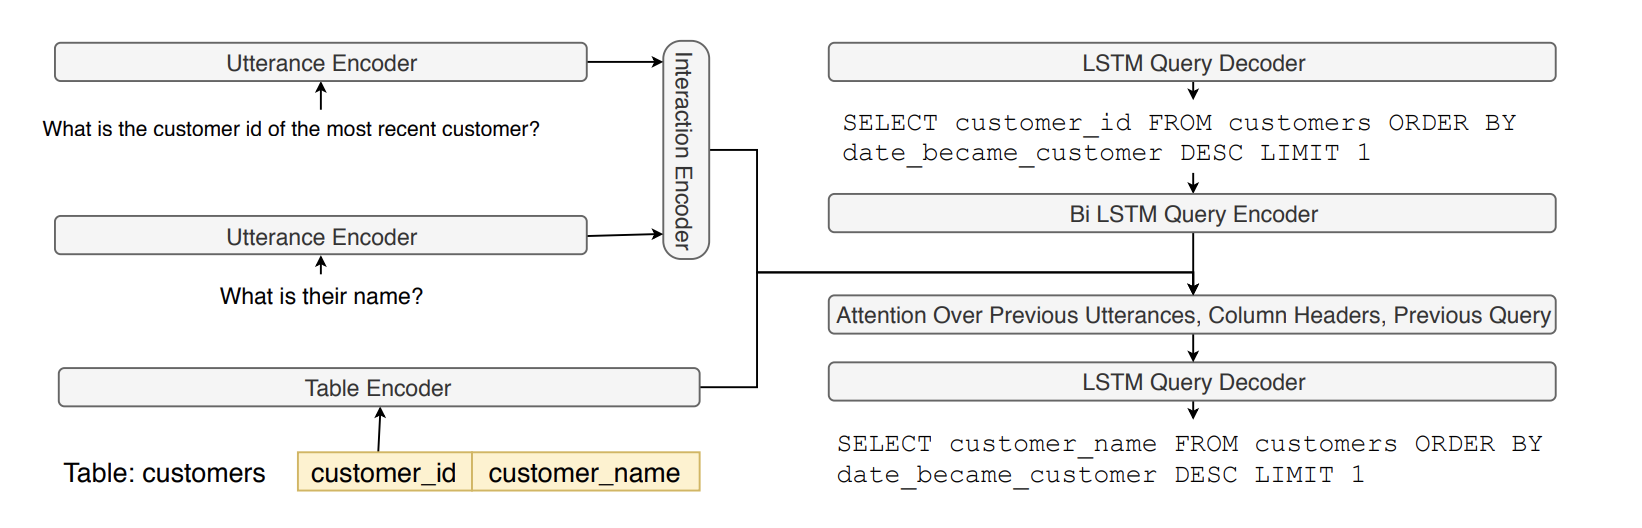 Utterance Encoder
What is the customer id of the most recent customer?
Utterance Encoder
What is their name?
Interaction Encoder
Table Encoder
Table: customers
customer_id
customer_name
LSTM Query Decoder
SELECT customer_id FROM customers ORDER BY
date_became_customer DESC LIMIT 1
Bi LSTM Query Encoder
Attention Over Previous Utterances, Column Headers, Previous Query
LSTM Query Decoder
SELECT customer_name FROM customers ORDER BY
date_became_customer DESC LIMIT 1